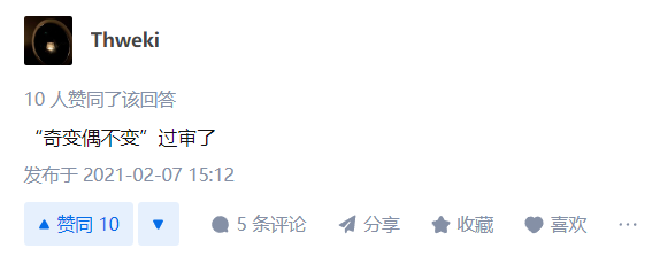 Thweki
10 人赞同了该回答
“奇变偶不变”过审了
发布于 2021-02-07 15:12
赞同 10 5 条评论 分享 收藏 喜欢 ···